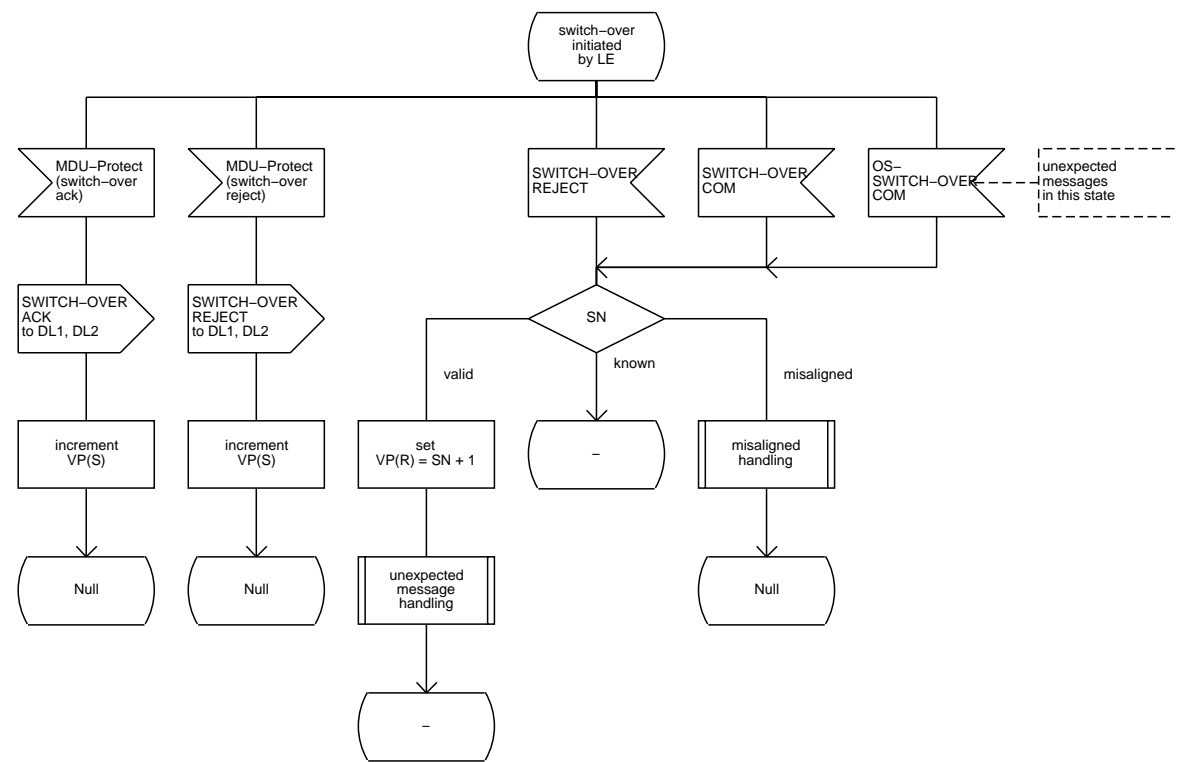 switch–over
initiated
by LE
MDU–Protect
(switch–over
ack)
MDU–Protect
(switch–over
reject)
SWITCH–OVER
REJECT
SWITCH–OVER
COM
OS–
SWITCH–OVER
COM
unexpected
messages
in this state
SWITCH–OVER
ACK
to DL1, DL2
SWITCH–OVER
REJECT
to DL1, DL2
SN
valid
known
misaligned
increment
VP(S)
increment
VP(S)
set
VP(R) = SN + 1
–
misaligned
handling
Null
Null
unexpected
message
handling
Null
–